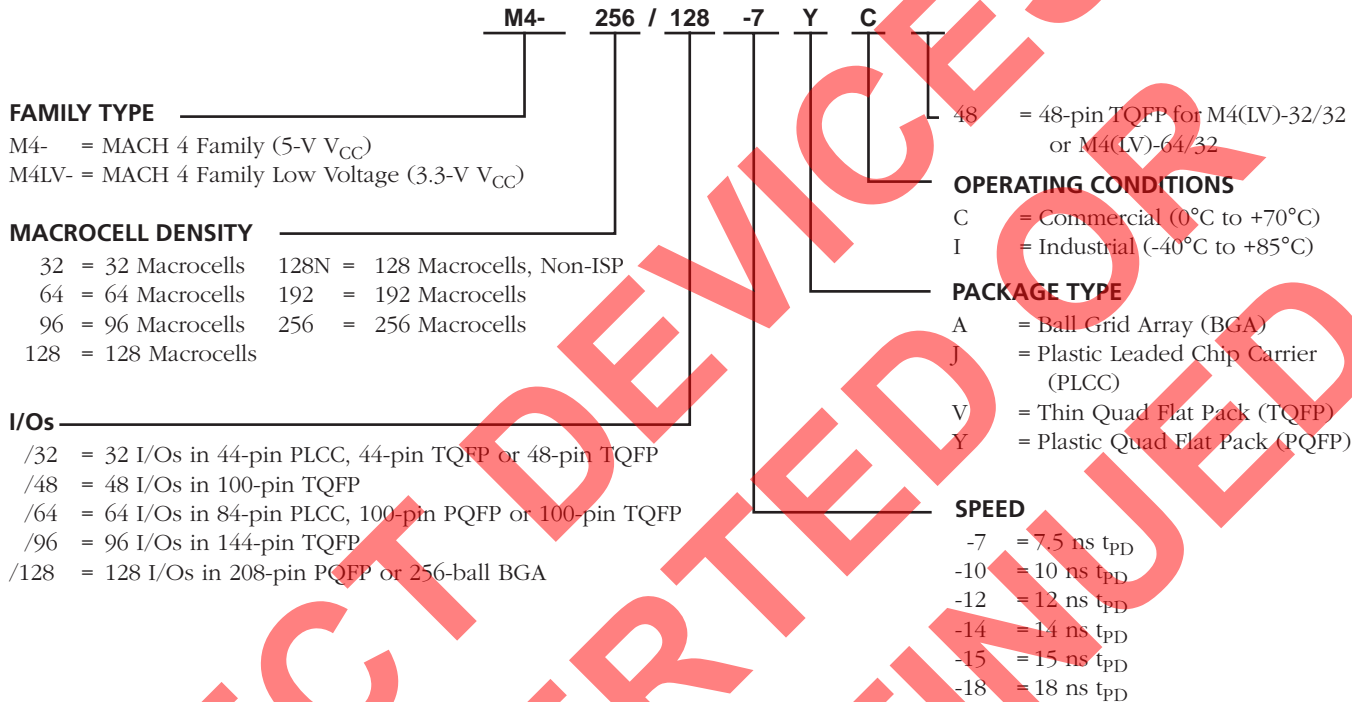 M4- 256 / 128 -7 Y C
FAMILY TYPE
M4- = MACH 4 Family (5-V VCC)
M4LV- = MACH 4 Family Low Voltage (3.3-V VCC)
MACROCELL DENSITY
32 = 32 Macrocells 128N = 128 Macrocells, Non-ISP
64 = 64 Macrocells 192 = 192 Macrocells
96 = 96 Macrocells 256 = 256 Macrocells
128 = 128 Macrocells
I/Os
/32 = 32 I/Os in 44-pin PLCC, 44-pin TQFP or 48-pin TQFP
/48 = 48 I/Os in 100-pin TQFP
/64 = 64 I/Os in 84-pin PLCC, 100-pin PQFP or 100-pin TQFP
/96 = 96 I/Os in 144-pin TQFP
/128 = 128 I/Os in 208-pin PQFP or 256-ball BGA
48 = 48-pin TQFP for M4(LV)-32/32
or M4(LV)-64/32
OPERATING CONDITIONS
C = Commercial (0°C to +70°C)
I = Industrial (-40°C to +85°C)
PACKAGE TYPE
A = Ball Grid Array (BGA)
J = Plastic Leaded Chip Carrier
(PLCC)
V = Thin Quad Flat Pack (TQFP)
Y = Plastic Quad Flat Pack (PQFP)
SPEED
-7 = 7.5 ns tPD
-10 = 10 ns tPD
-12 = 12 ns tPD
-14 = 14 ns tPD
-15 = 15 ns tPD
-18 = 18 ns tPD
DEVICES
OR